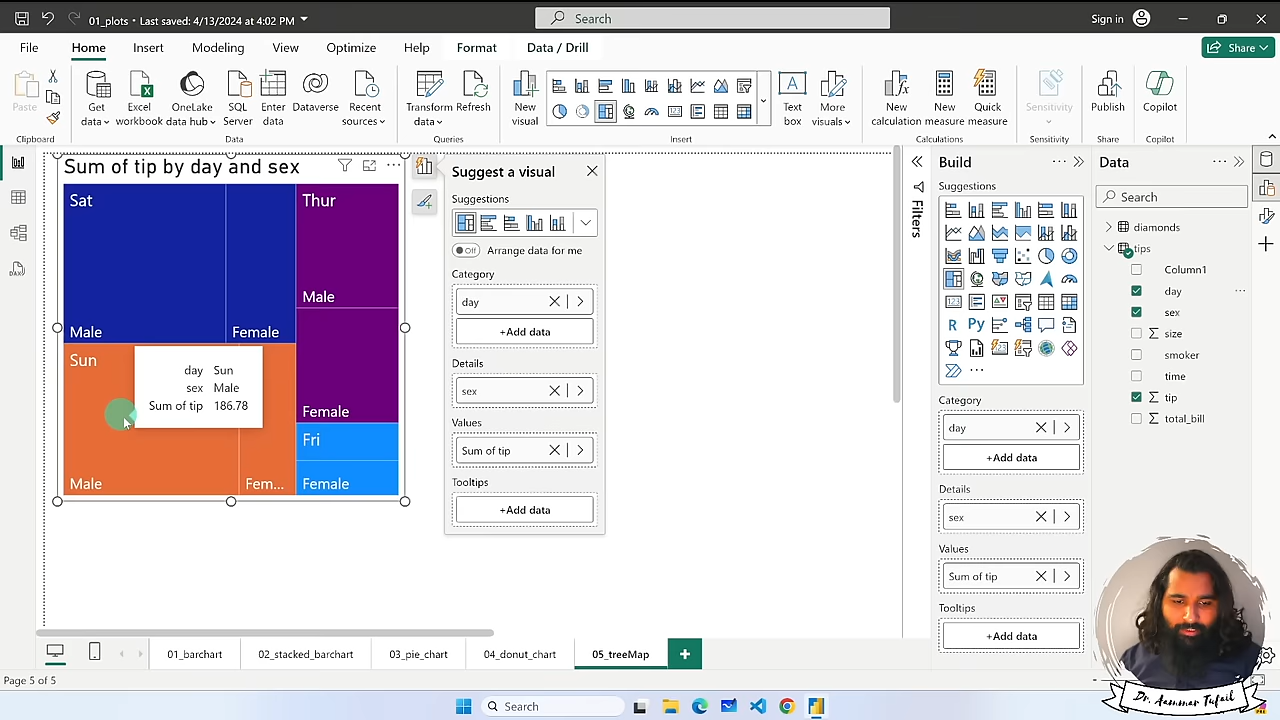 01_plots • Last saved: 4/13/2024 at 4:02 PM
Search
Sign in
File Home Insert Modeling View Optimize Help Format Data / Drill
Share
Paste
Get data
Excel workbook
OneLake data hub
SQL Server
Enter data
Dataverse
Recent sources
Transform data
Refresh
New visual
Text box
More visuals
New calculation
New measure
Quick measure
Sensitivity
Publish
Copilot
Clipboard Data Queries Insert Calculations Sensitivity Share Copilot
Sum of tip by day and sex
Sat
Male
Female
Thur
Male
Female
Sun
Male
Fem...
Fri
Female
day Sun
sex Male
Sum of tip 186.78
Suggest a visual
Suggestions
Off Arrange data for me
Category
day
+Add data
Details
sex
Values
Sum of tip
Tooltips
+Add data
Filters
Build
Suggestions
123
R Py
Category
day
+Add data
Details
sex
Values
Sum of tip
Tooltips
+Add data
Data
Search
diamonds
tips
Column1
day
sex
size
smoker
time
tip
total_bill
01_barchart 02_stacked_barchart 03_pie_chart 04_donut_chart 05_treeMap
Page 5 of 5
Search
Dr. Aammar Tufail